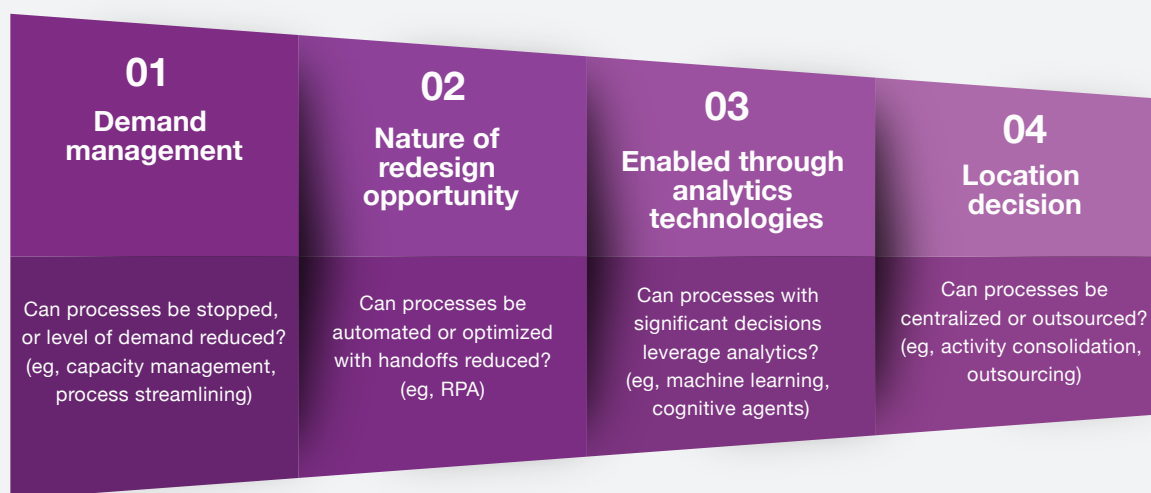 01
Demand
management
Can processes be stopped,
or level of demand reduced?
(eg, capacity management,
process streamlining)
02
Nature of
redesign
opportunity
Can processes be
automated or optimized
with handoffs reduced?
(eg, RPA)
03
Enabled through
analytics
technologies
Can processes with
significant decisions
leverage analytics?
(eg, machine learning,
cognitive agents)
04
Location
decision
Can processes be
centralized or outsourced?
(eg, activity consolidation,
outsourcing)